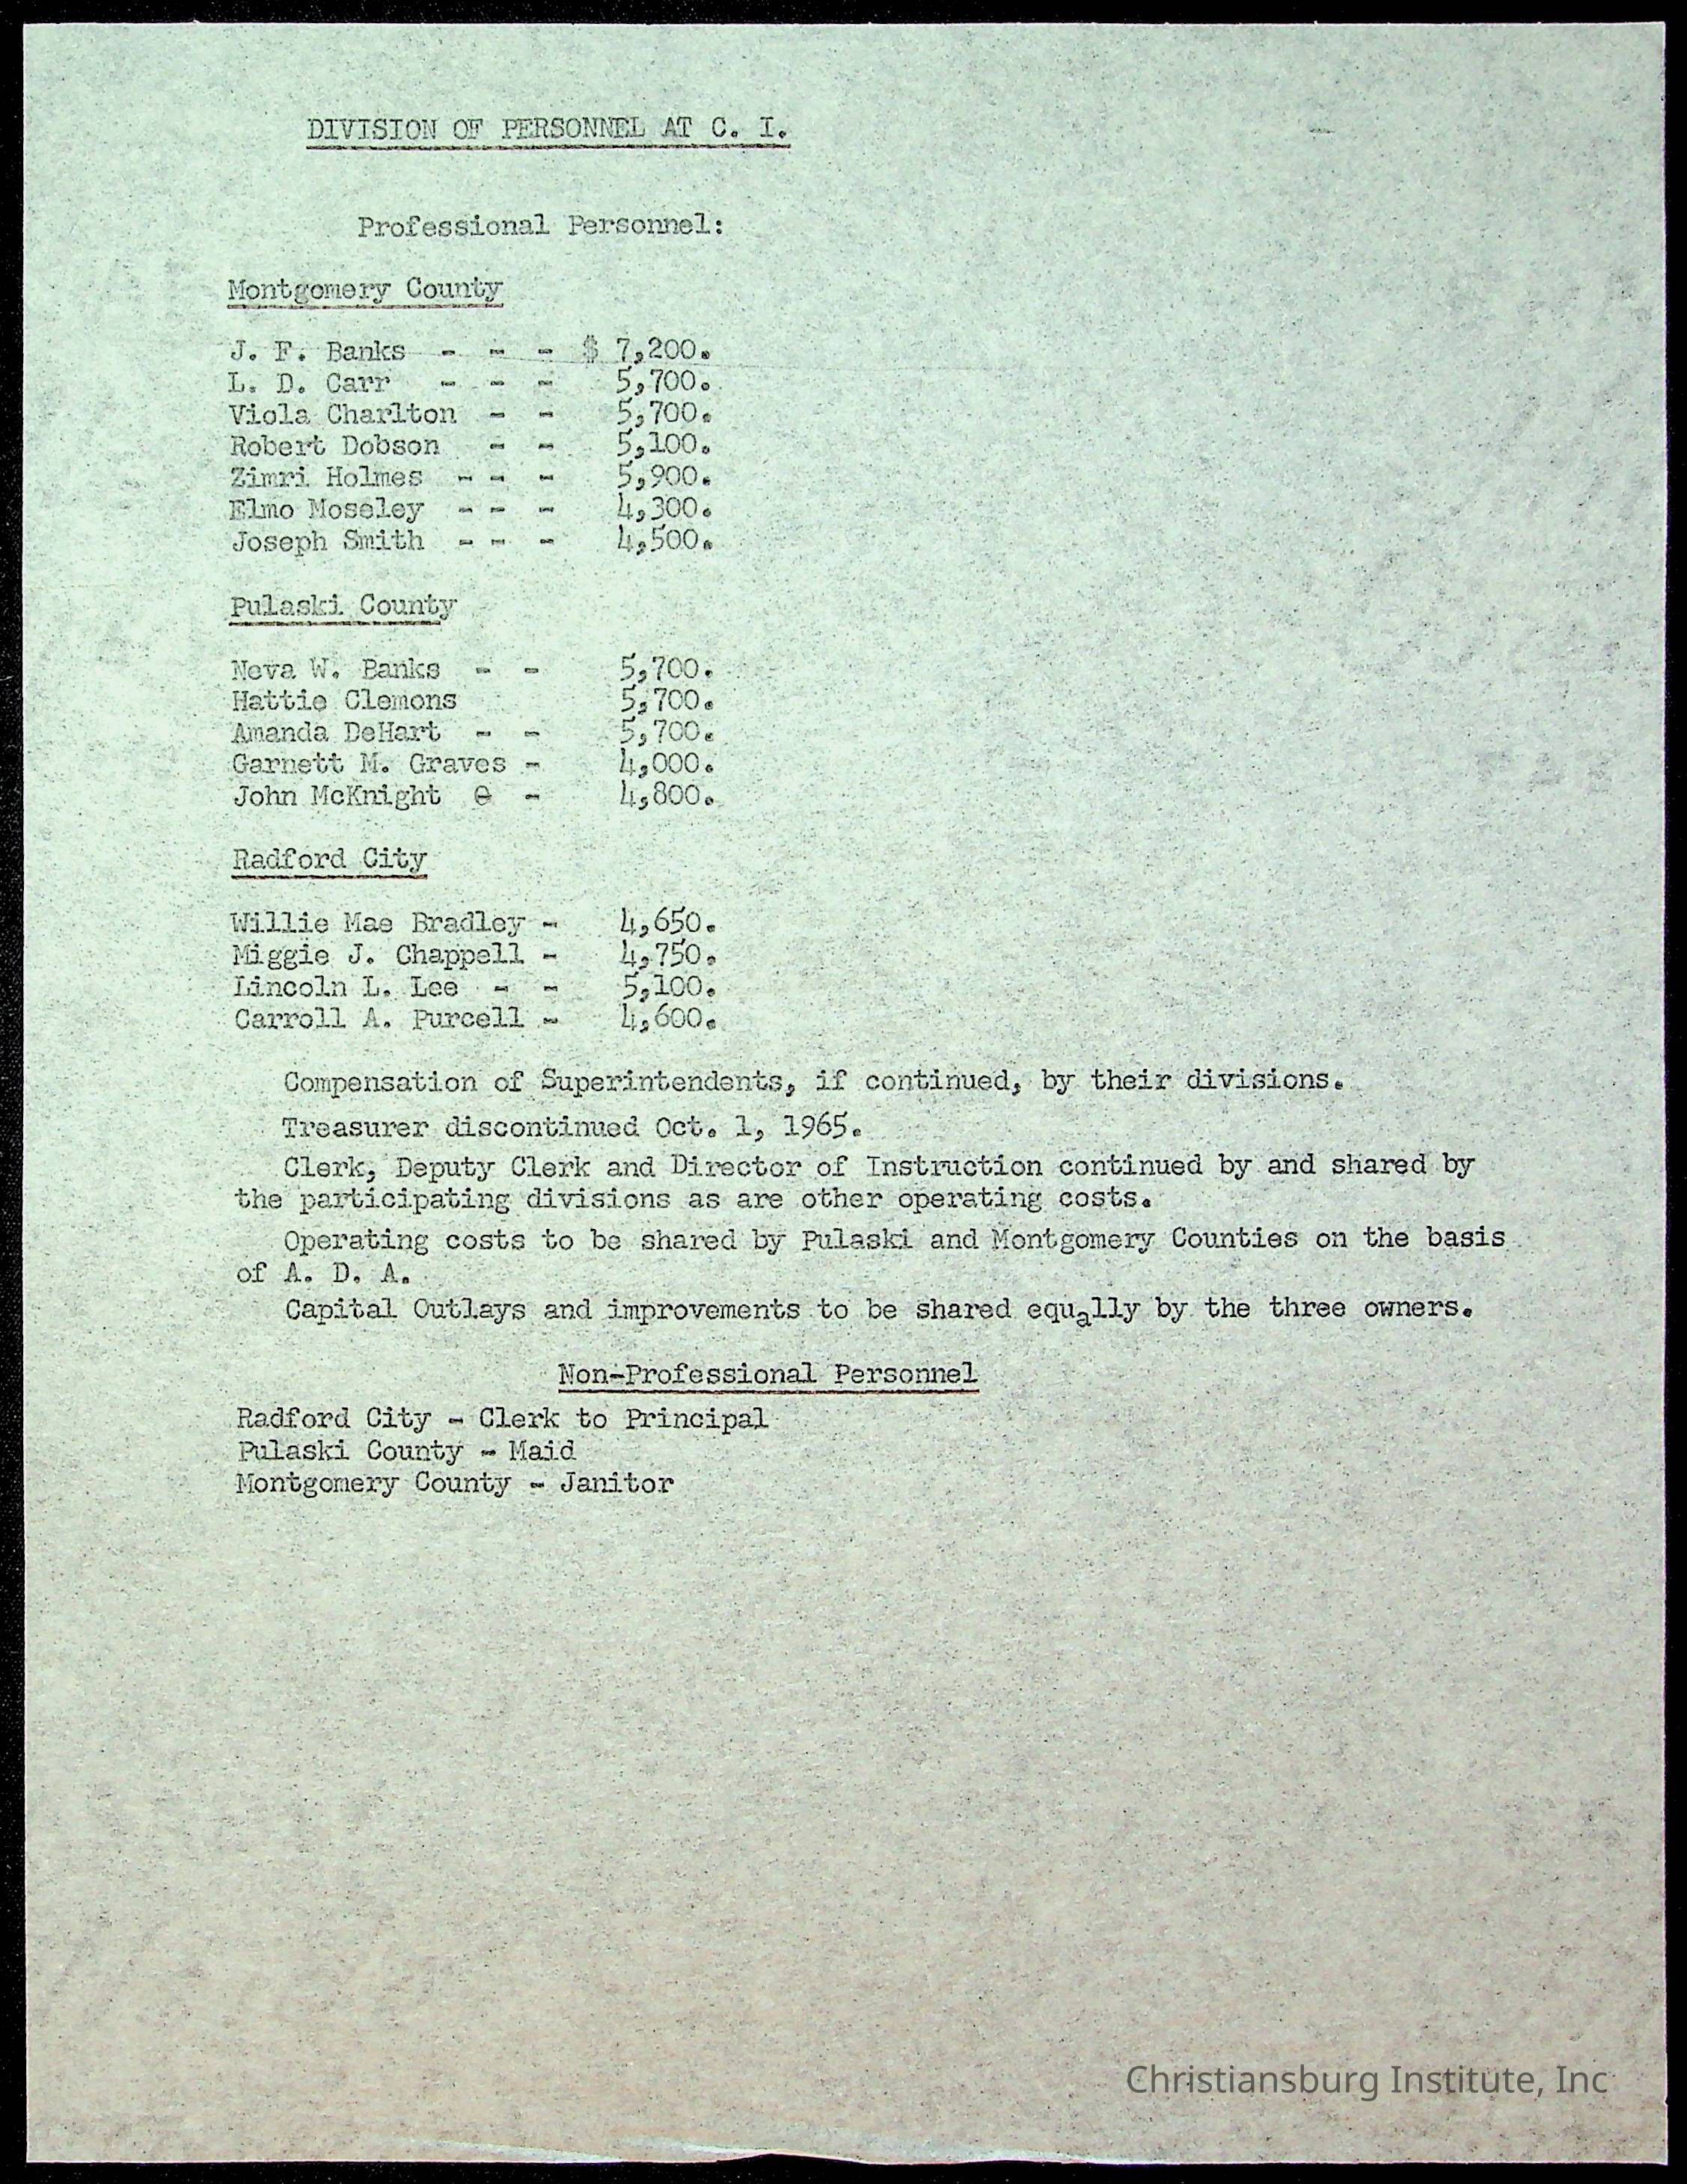 DIVISION OF PERSONNEL AT C. I.
Professional Personnel:
Montgomery County
J. F. Banks - - - $ 7,200.
L. D. Carr - - - 5,700.
Viola Charlton - - 5,700.
Robert Dobson - - 5,100.
Zimri Holmes - - - 5,900.
Elmo Moseley - - - 4,300.
Joseph Smith - - - 4,500.
Pulaski County
Neva W. Banks - - 5,700.
Hattie Clemons 5,700.
Amanda DeHart - - 5,700.
Garnett M. Graves - 4,000.
John McKnight - 4,800.
Radford City
Willie Mae Bradley - 4,650.
Miggie J. Chappell - 4,750.
Lincoln L. Lee - - 5,100.
Carroll A. Purcell - 4,600.
Compensation of Superintendents, if continued, by their divisions.
Treasurer discontinued Oct. 1, 1965.
Clerk, Deputy Clerk and Director of Instruction continued by and shared by
the participating divisions as are other operating costs.
Operating costs to be shared by Pulaski and Montgomery Counties on the basis
of A. D. A.
Capital Outlays and improvements to be shared equally by the three owners.
Non-Professional Personnel
Radford City - Clerk to Principal
Pulaski County - Maid
Montgomery County - Janitor
Christiansburg Institute, Inc